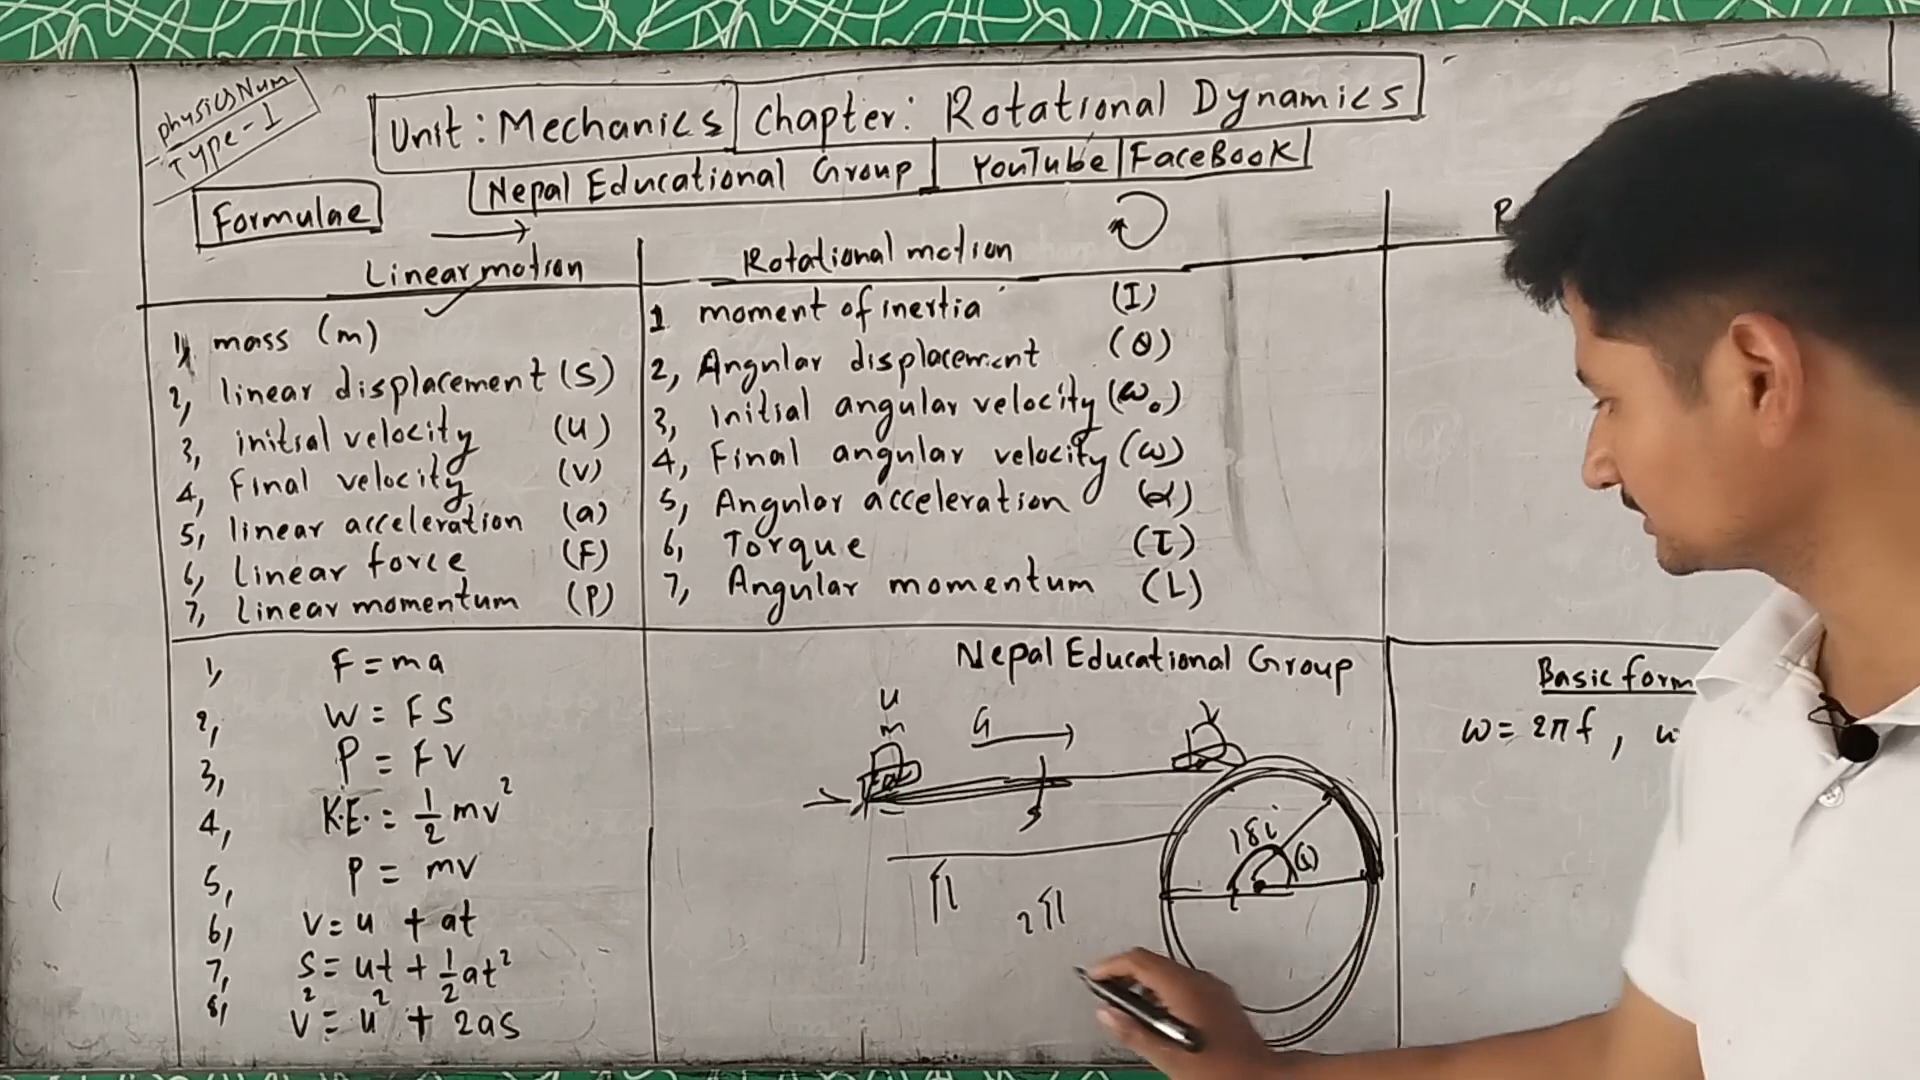 physics Num
Type-1
Unit: Mechanics Chapter: Rotational Dynamics
Nepal Educational Group YouTube FaceBook
Formulae
Linear motion
1, mass (m)
2, linear displacement (S)
3, initial velocity (u)
4, Final velocity (v)
5, linear acceleration (a)
6, Linear force (F)
7, Linear momentum (P)
Rotational motion
1 moment of inertia (I)
2, Angular displacement (θ)
3, Initial angular velocity (ω₀)
4, Final angular velocity (ω)
5, Angular acceleration (α)
6, Torque (τ)
7, Angular momentum (L)
1, F = ma
2, W = FS
3, P = FV
4, K.E. = 1/2 mv²
5, P = mv
6, v = u + at
7, S = ut + 1/2 at²
8, v² = u² + 2as
Nepal Educational Group
u
m
v
s
π
2π
Basic form
ω = 2πf ,